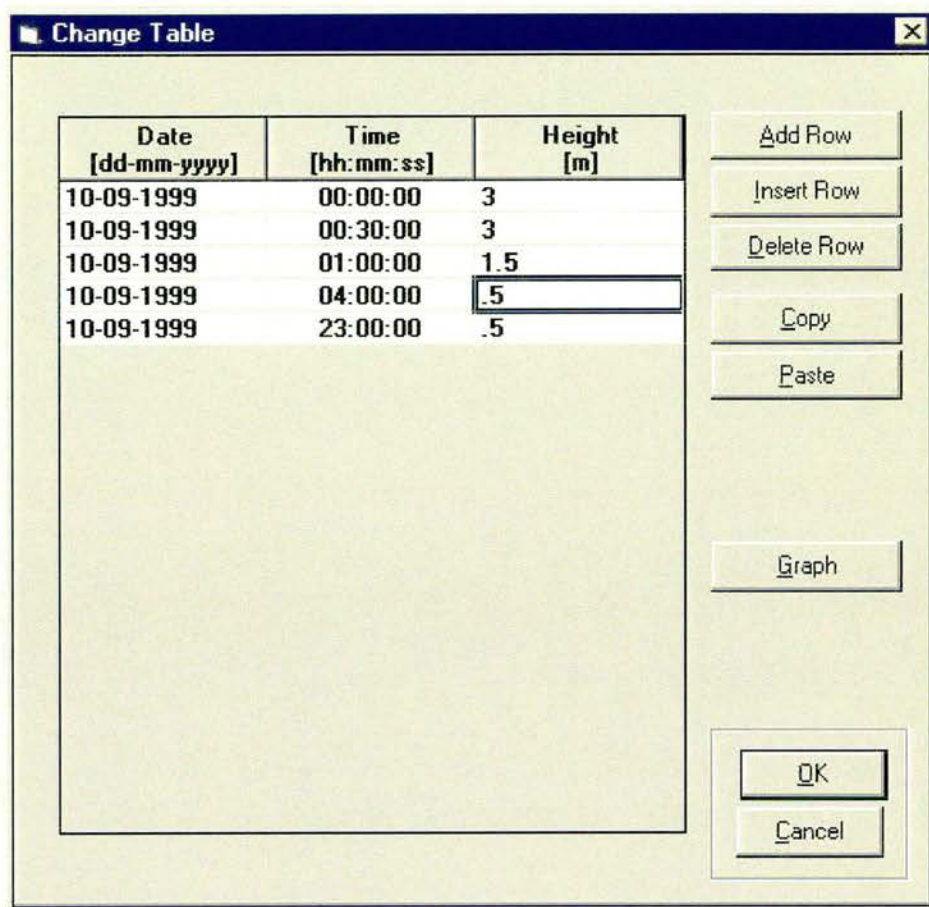 Change Table
Date Time Height
[dd-mm-yyyy] [hh:mm:ss] [m]
10-09-1999 00:00:00 3
10-09-1999 00:30:00 3
10-09-1999 01:00:00 1.5
10-09-1999 04:00:00 .5
10-09-1999 23:00:00 .5
Add Row
Insert Row
Delete Row
Copy
Paste
Graph
OK
Cancel